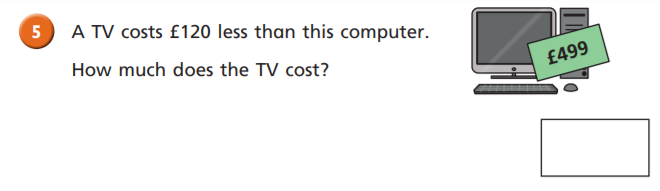 5 A TV costs £120 less than this computer.
How much does the TV cost?
£499